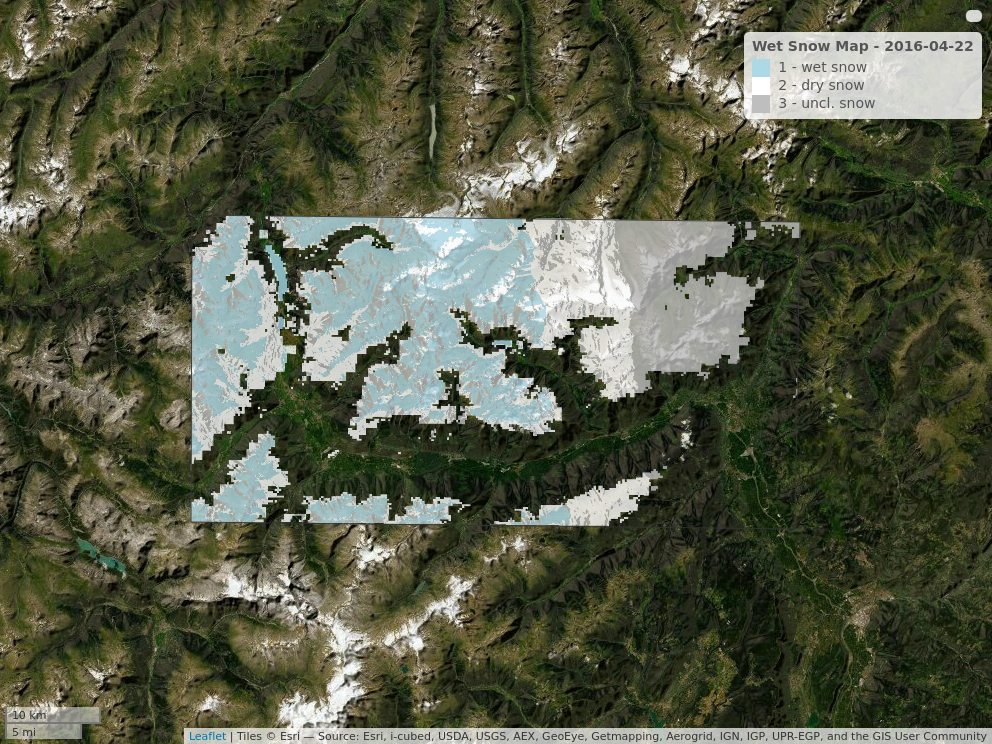 Wet Snow Map - 2016-04-22
1 - wet snow
2 - dry snow
3 - uncl. snow
10 km
5 mi
Leaflet | Tiles © Esri — Source: Esri, i-cubed, USDA, USGS, AEX, GeoEye, Getmapping, Aerogrid, IGN, IGP, UPR-EGP, and the GIS User Community